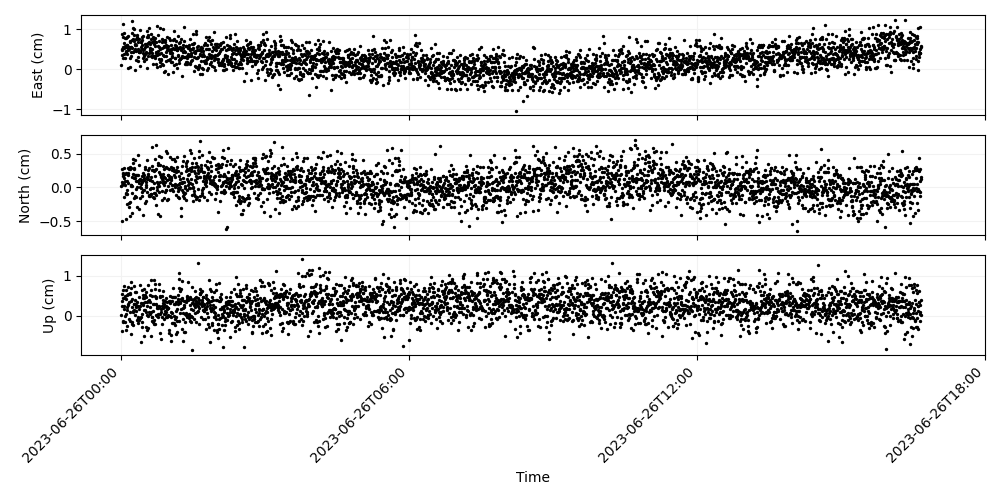 East (cm)
1
0
−1
North (cm)
0.5
0.0
−0.5
Up (cm)
1
0
2023-06-26T00:00
2023-06-26T06:00
2023-06-26T12:00
2023-06-26T18:00
Time